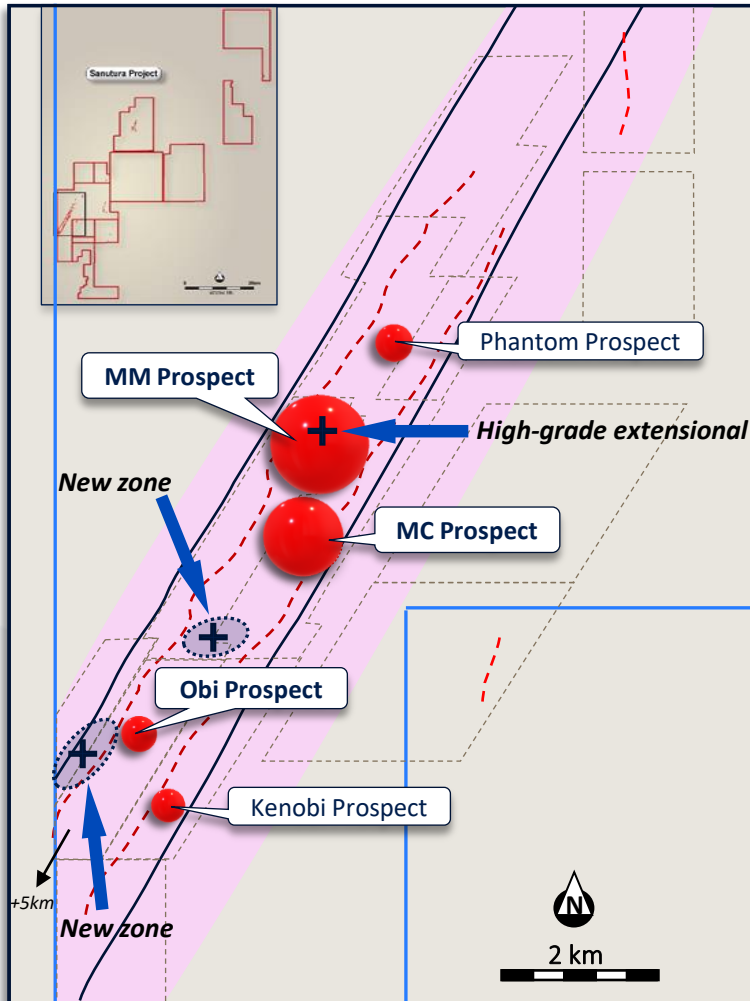 Sanutura Project
Phantom Prospect
MM Prospect
High-grade extensional
New zone
MC Prospect
Obi Prospect
Kenobi Prospect
+5km
New zone
N
2 km